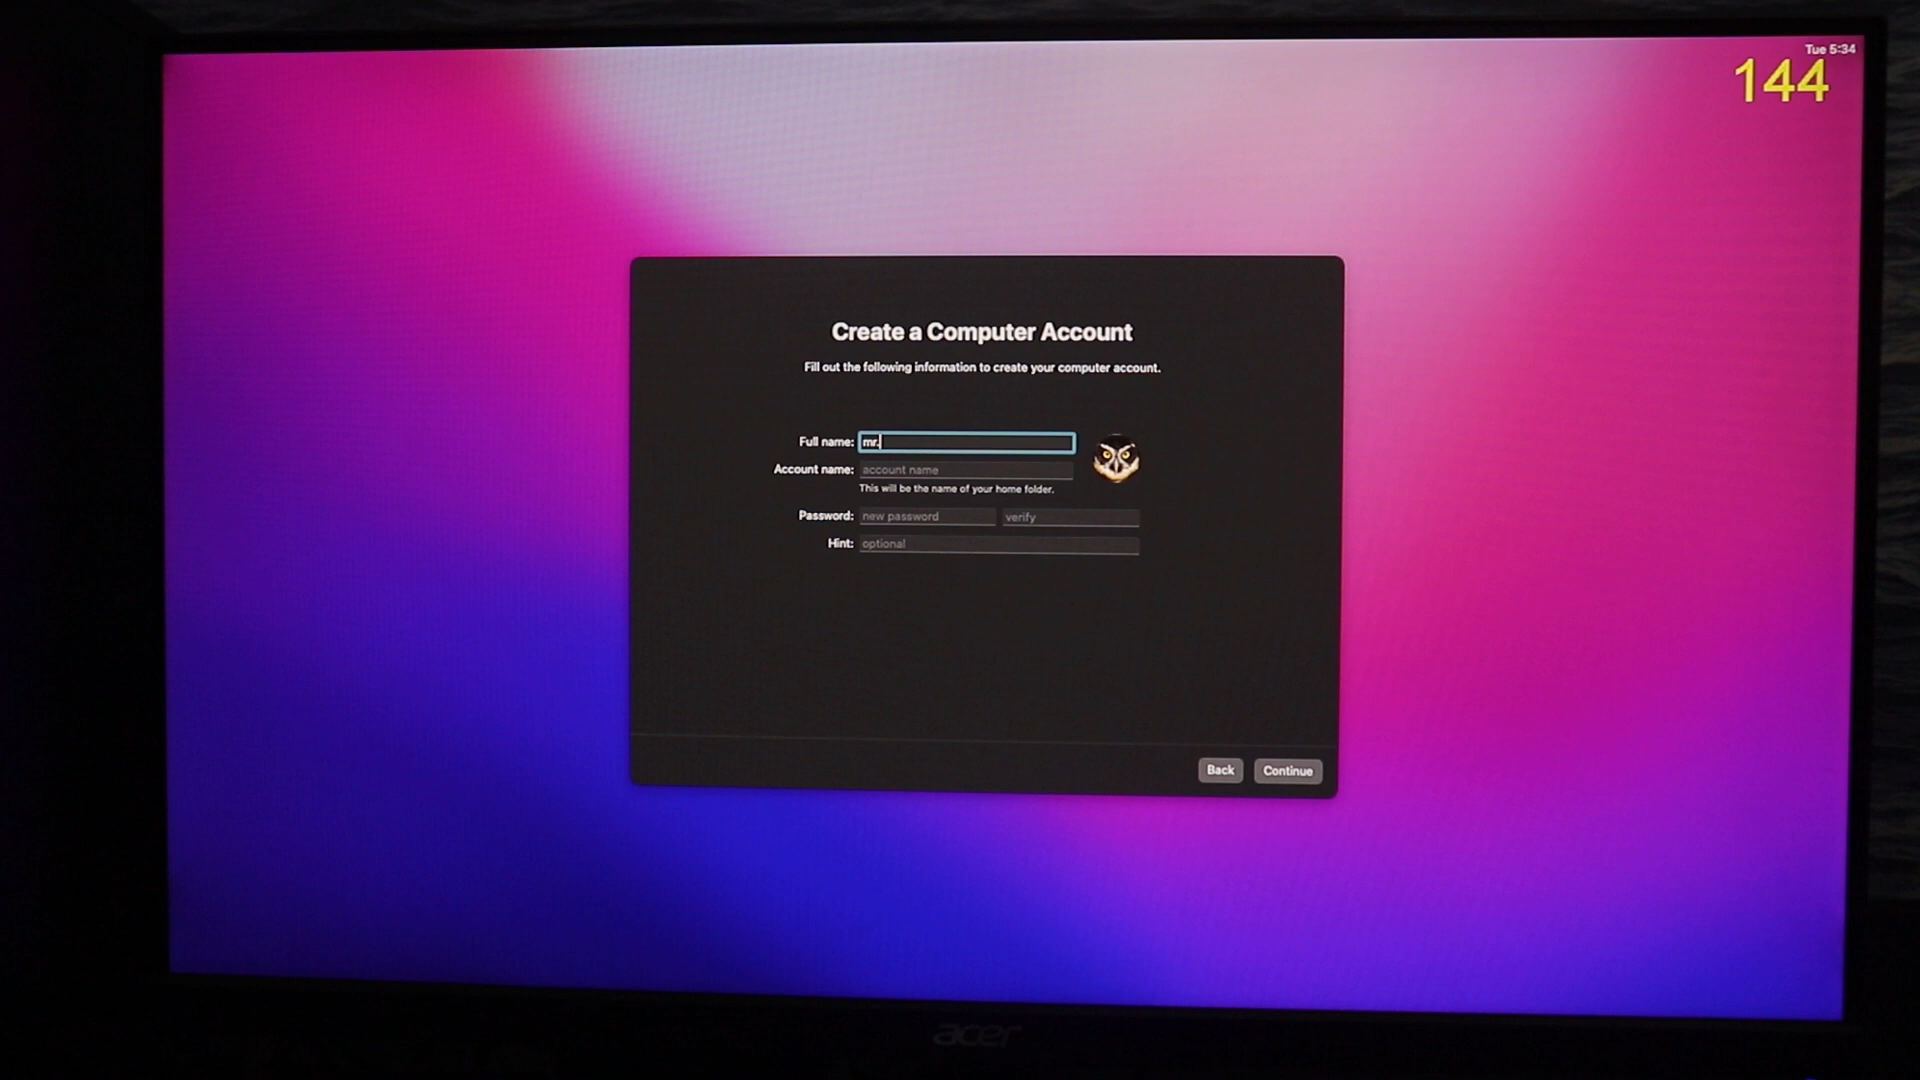 Tue 5:34
144
Create a Computer Account
Fill out the following information to create your computer account.
Full name: mr.
Account name: account name
This will be the name of your home folder.
Password: new password verify
Hint: optional
Back Continue
acer